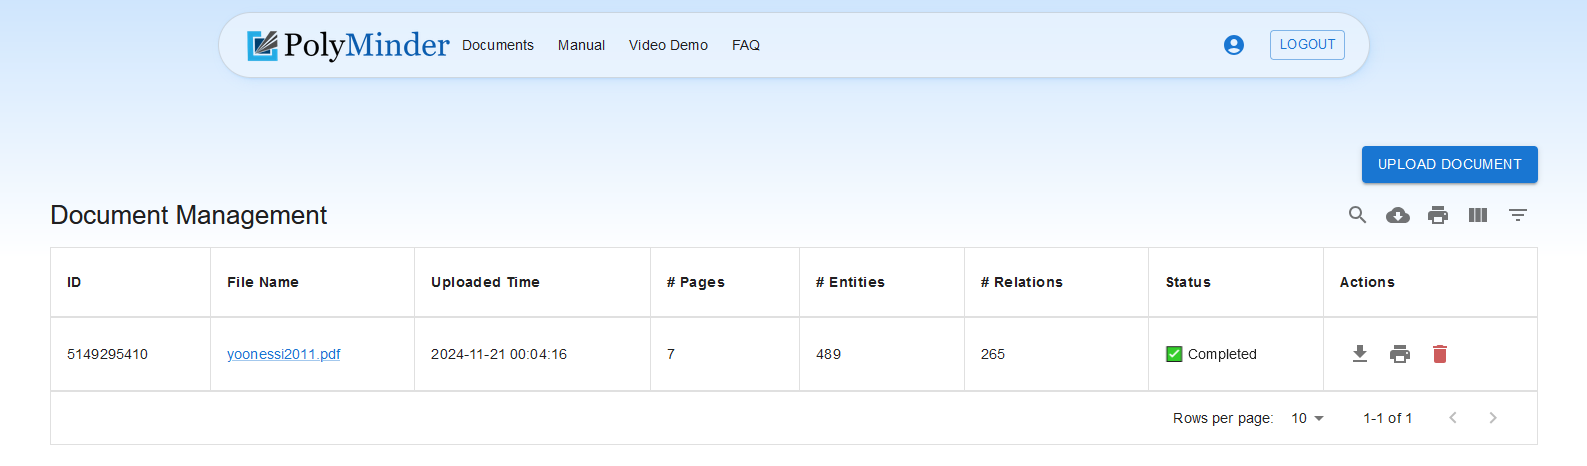 PolyMinder Documents Manual Video Demo FAQ LOGOUT
UPLOAD DOCUMENT
Document Management
ID File Name Uploaded Time # Pages # Entities # Relations Status Actions
5149295410 yoonessi2011.pdf 2024-11-21 00:04:16 7 489 265 Completed
Rows per page: 10 1-1 of 1